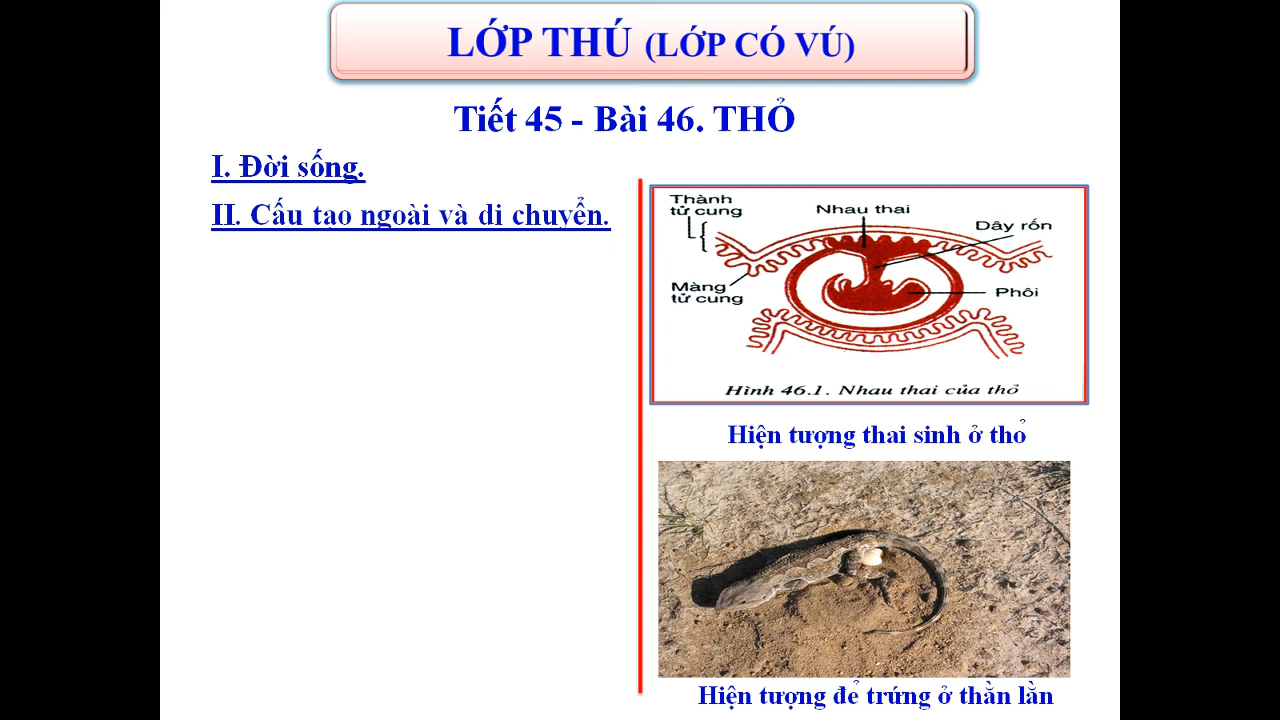 LỚP THÚ (LỚP CÓ VÚ)
Tiết 45 - Bài 46. THỎ
I. Đời sống.
II. Cấu tạo ngoài và di chuyển.
Thành
tử cung
Nhau thai
Dây rốn
Màng
tử cung
Phôi
Hình 46.1. Nhau thai của thỏ
Hiện tượng thai sinh ở thỏ
Hiện tượng đẻ trứng ở thằn lằn